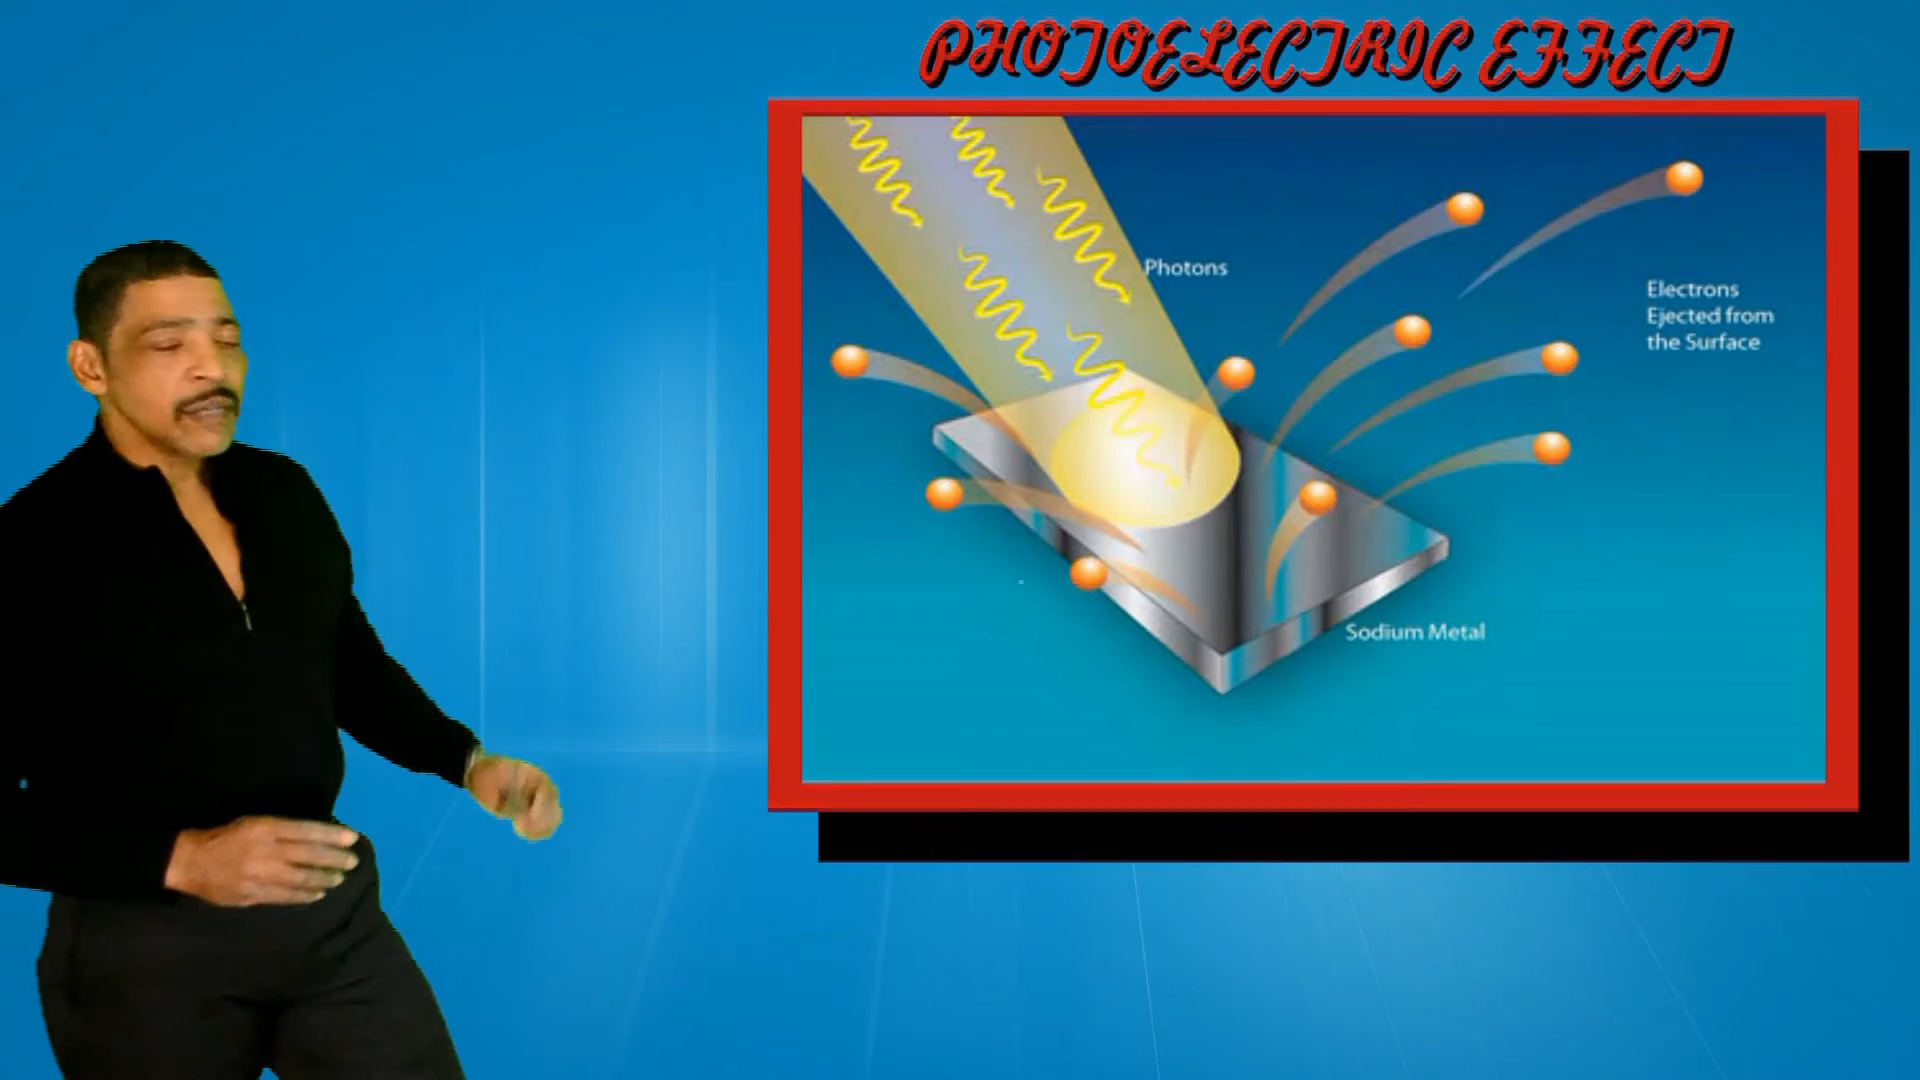 PHOTOELECTRIC EFFECT
Photons
Electrons
Ejected from
the Surface
Sodium Metal